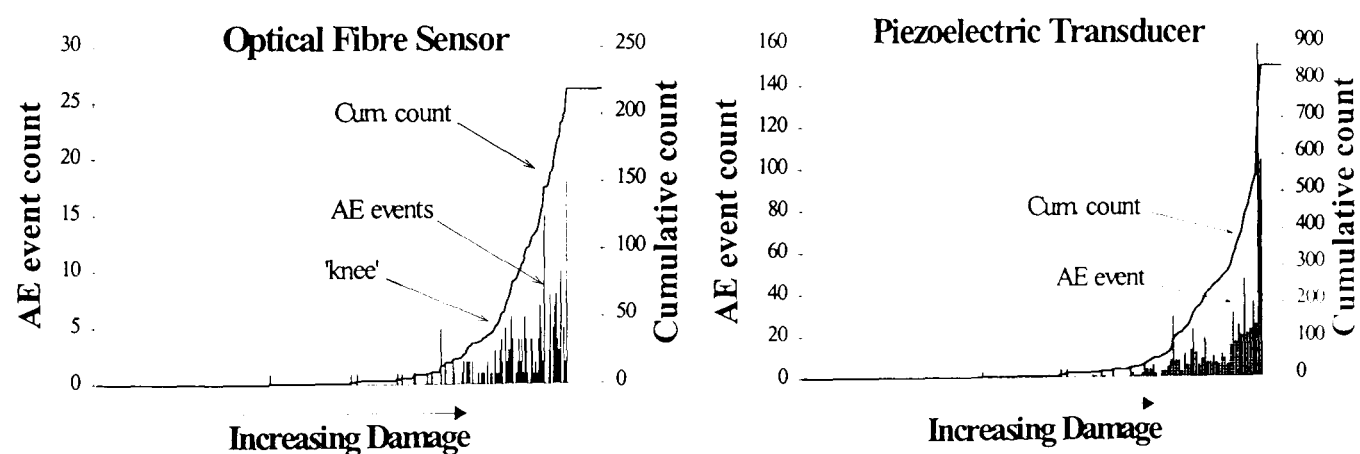 Optical Fibre Sensor
AE event count
30
25
20
15
10
5
0
Cum. count
AE events
'knee'
250
200
150
100
50
0
Cumulative count
Increasing Damage
Piezoelectric Transducer
AE event count
160
140
120
100
80
60
40
20
0
Cum. count
AE event
900
800
700
600
500
400
300
200
100
0
Cumulative count
Increasing Damage